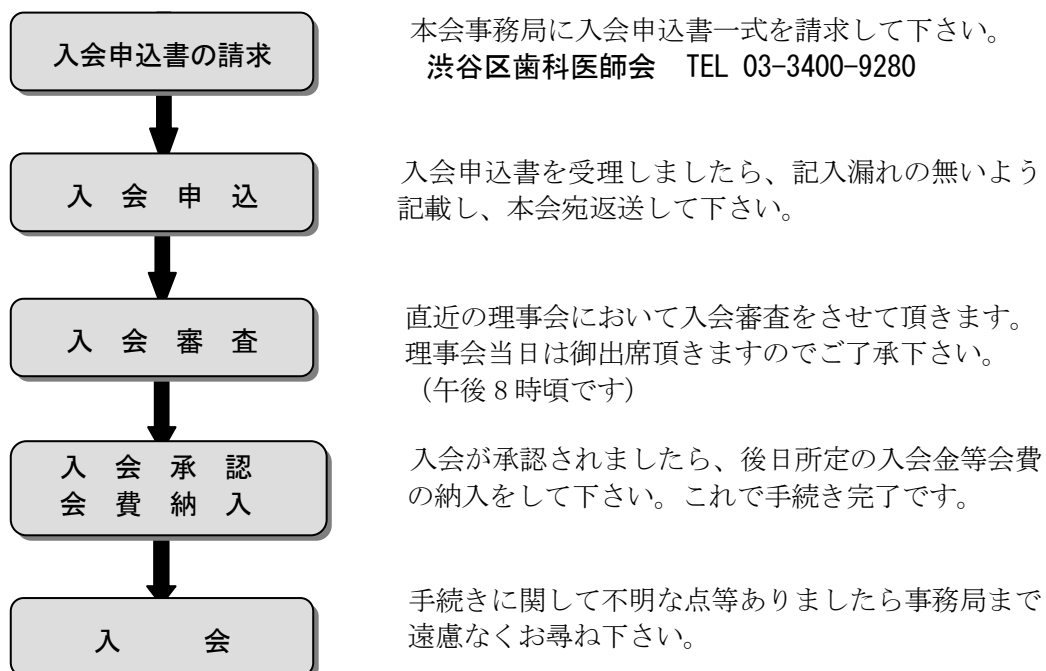 入会申込書の請求
本会事務局に入会申込書一式を請求して下さい。
渋谷区歯科医師会　TEL 03-3400-9280
入　会　申　込
入会申込書を受理しましたら、記入漏れの無いよう
記載し、本会宛返送して下さい。
入　会　審　査
直近の理事会において入会審査をさせて頂きます。
理事会当日は御出席頂きますのでご了承下さい。
（午後８時頃です）
入　会　承　認
会　費　納　入
入会が承認されましたら、後日所定の入会金等会費
の納入をして下さい。これで手続き完了です。
入　　　会
手続きに関して不明な点等ありましたら事務局まで
遠慮なくお尋ね下さい。